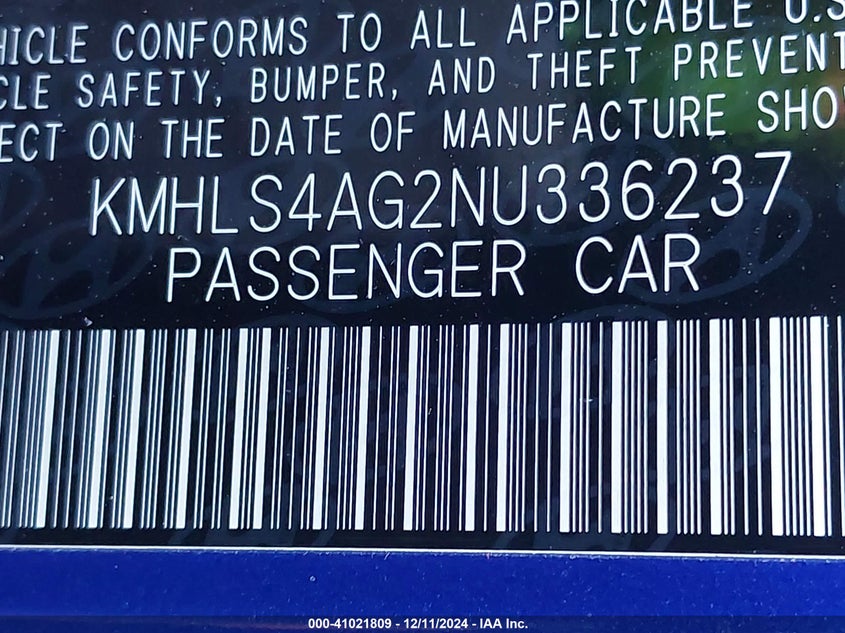 HICLE CONFORMS TO ALL APPLICABLE U.S
CLE SAFETY, BUMPER, AND THEFT PREVENT
ECT ON THE DATE OF MANUFACTURE SHO
KMHLS4AG2NU336237
PASSENGER CAR
000-41021809 - 12/11/2024 - IAA Inc.